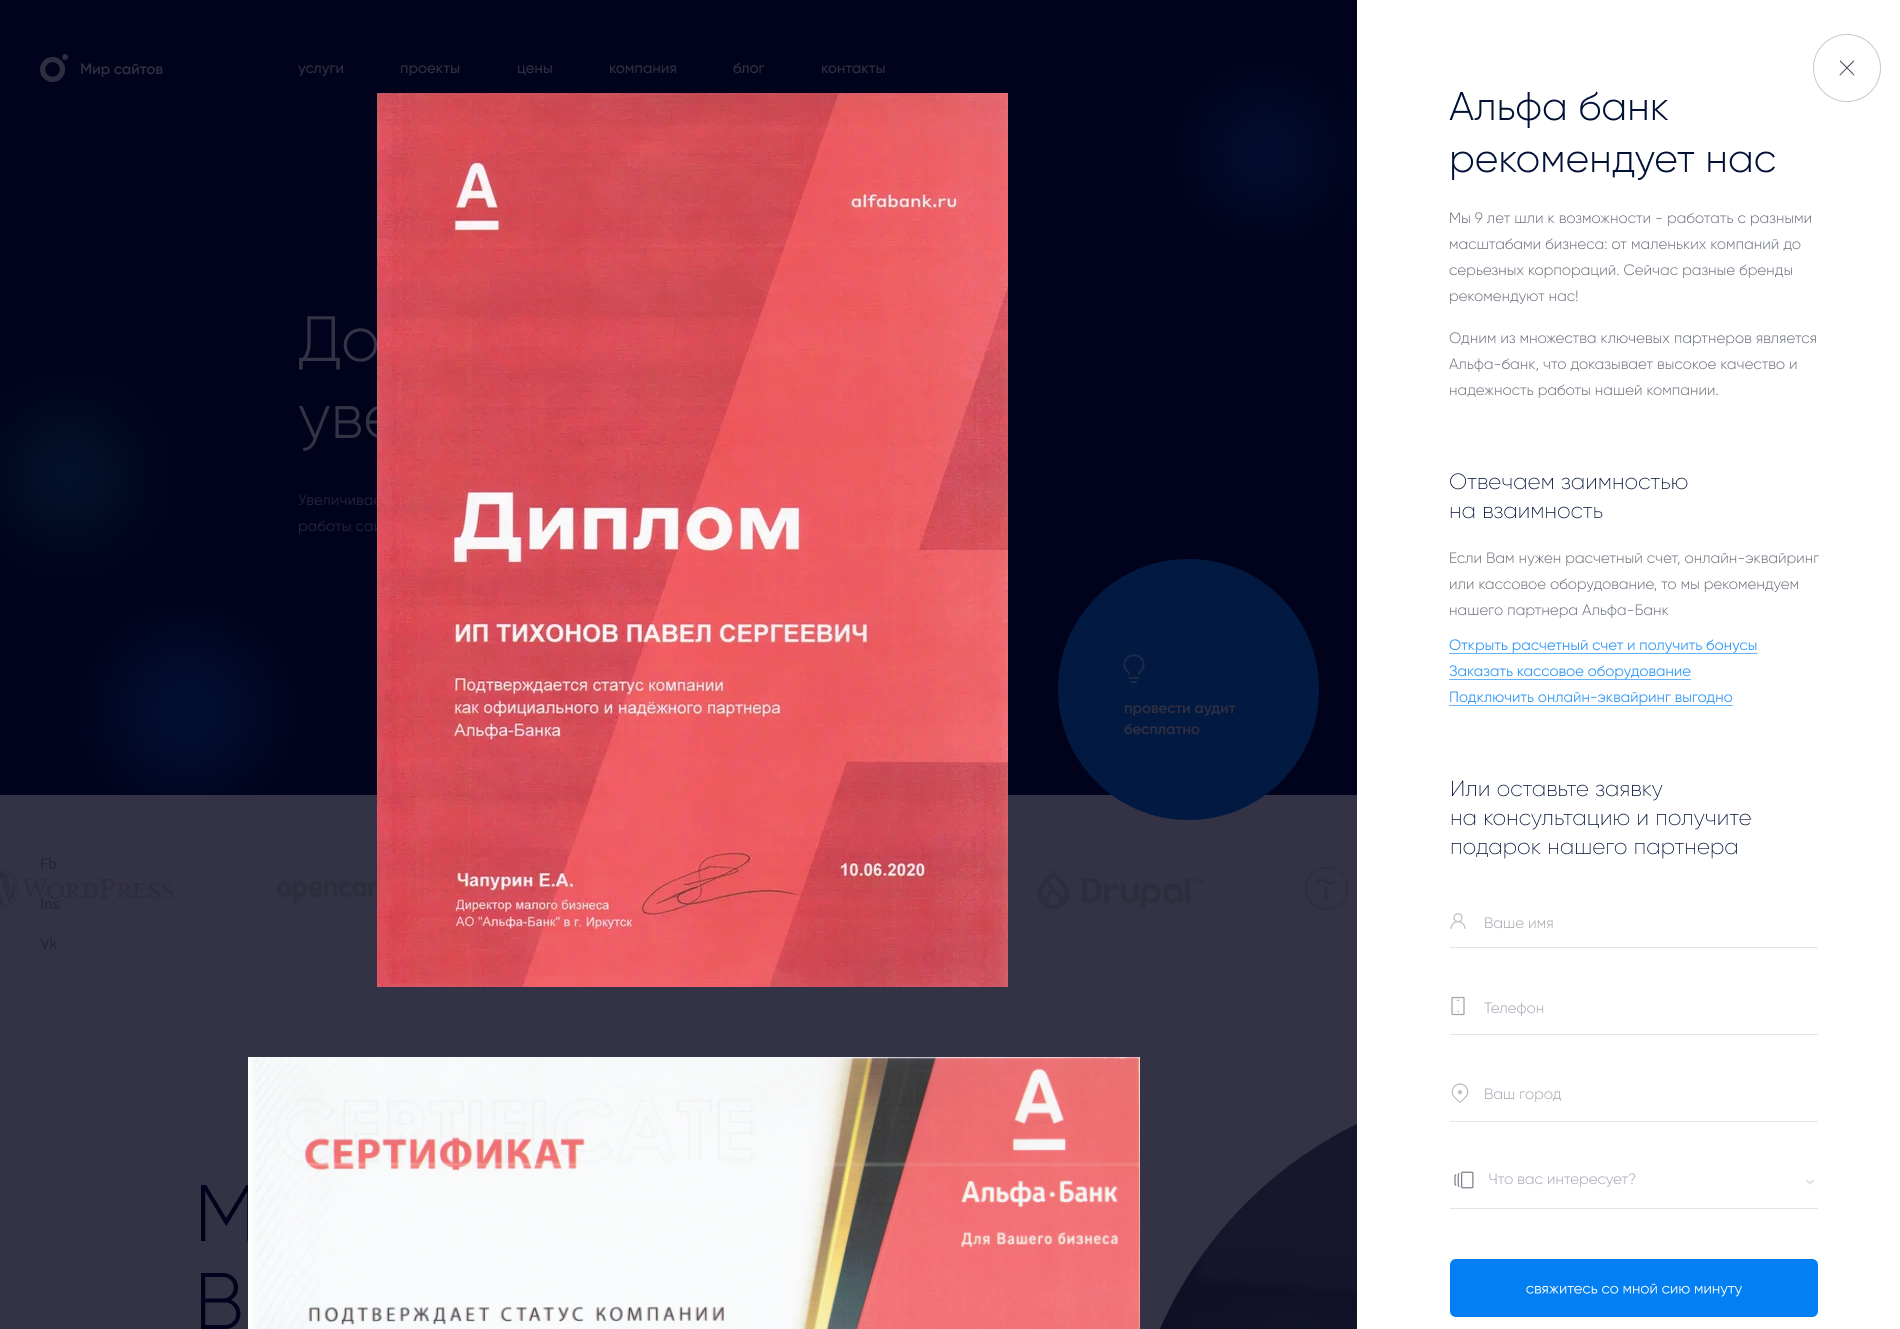 Мир сайтов
услуги
проекты
цены
компания
блог
контакты
А
alfabank.ru
Диплом
ИП ТИХОНОВ ПАВЕЛ СЕРГЕЕВИЧ
Подтверждается статус компании
как официального и надёжного партнера
Альфа-Банка
Чапурин Е.А.
Директор малого бизнеса
АО "Альфа-Банк" в г. Иркутск
10.06.2020
провести аудит
бесплатно
Fb
Ins
Vk
WORDPRESS
Drupal
CERTIFICATE
СЕРТИФИКАТ
А
Альфа·Банк
Для Вашего бизнеса
ПОДТВЕРЖДАЕТ СТАТУС КОМПАНИИ
Альфа банк
рекомендует нас
Мы 9 лет шли к возможности - работать с разными
масштабами бизнеса: от маленьких компаний до
серьезных корпораций. Сейчас разные бренды
рекомендуют нас!
Одним из множества ключевых партнеров является
Альфа-банк, что доказывает высокое качество и
надежность работы нашей компании.
Отвечаем заимностью
на взаимность
Если Вам нужен расчетный счет, онлайн-эквайринг
или кассовое оборудование, то мы рекомендуем
нашего партнера Альфа-Банк
Открыть расчетный счет и получить бонусы
Заказать кассовое оборудование
Подключить онлайн-эквайринг выгодно
Или оставьте заявку
на консультацию и получите
подарок нашего партнера
Ваше имя
Телефон
Ваш город
Что вас интересует?
свяжитесь со мной сию минуту